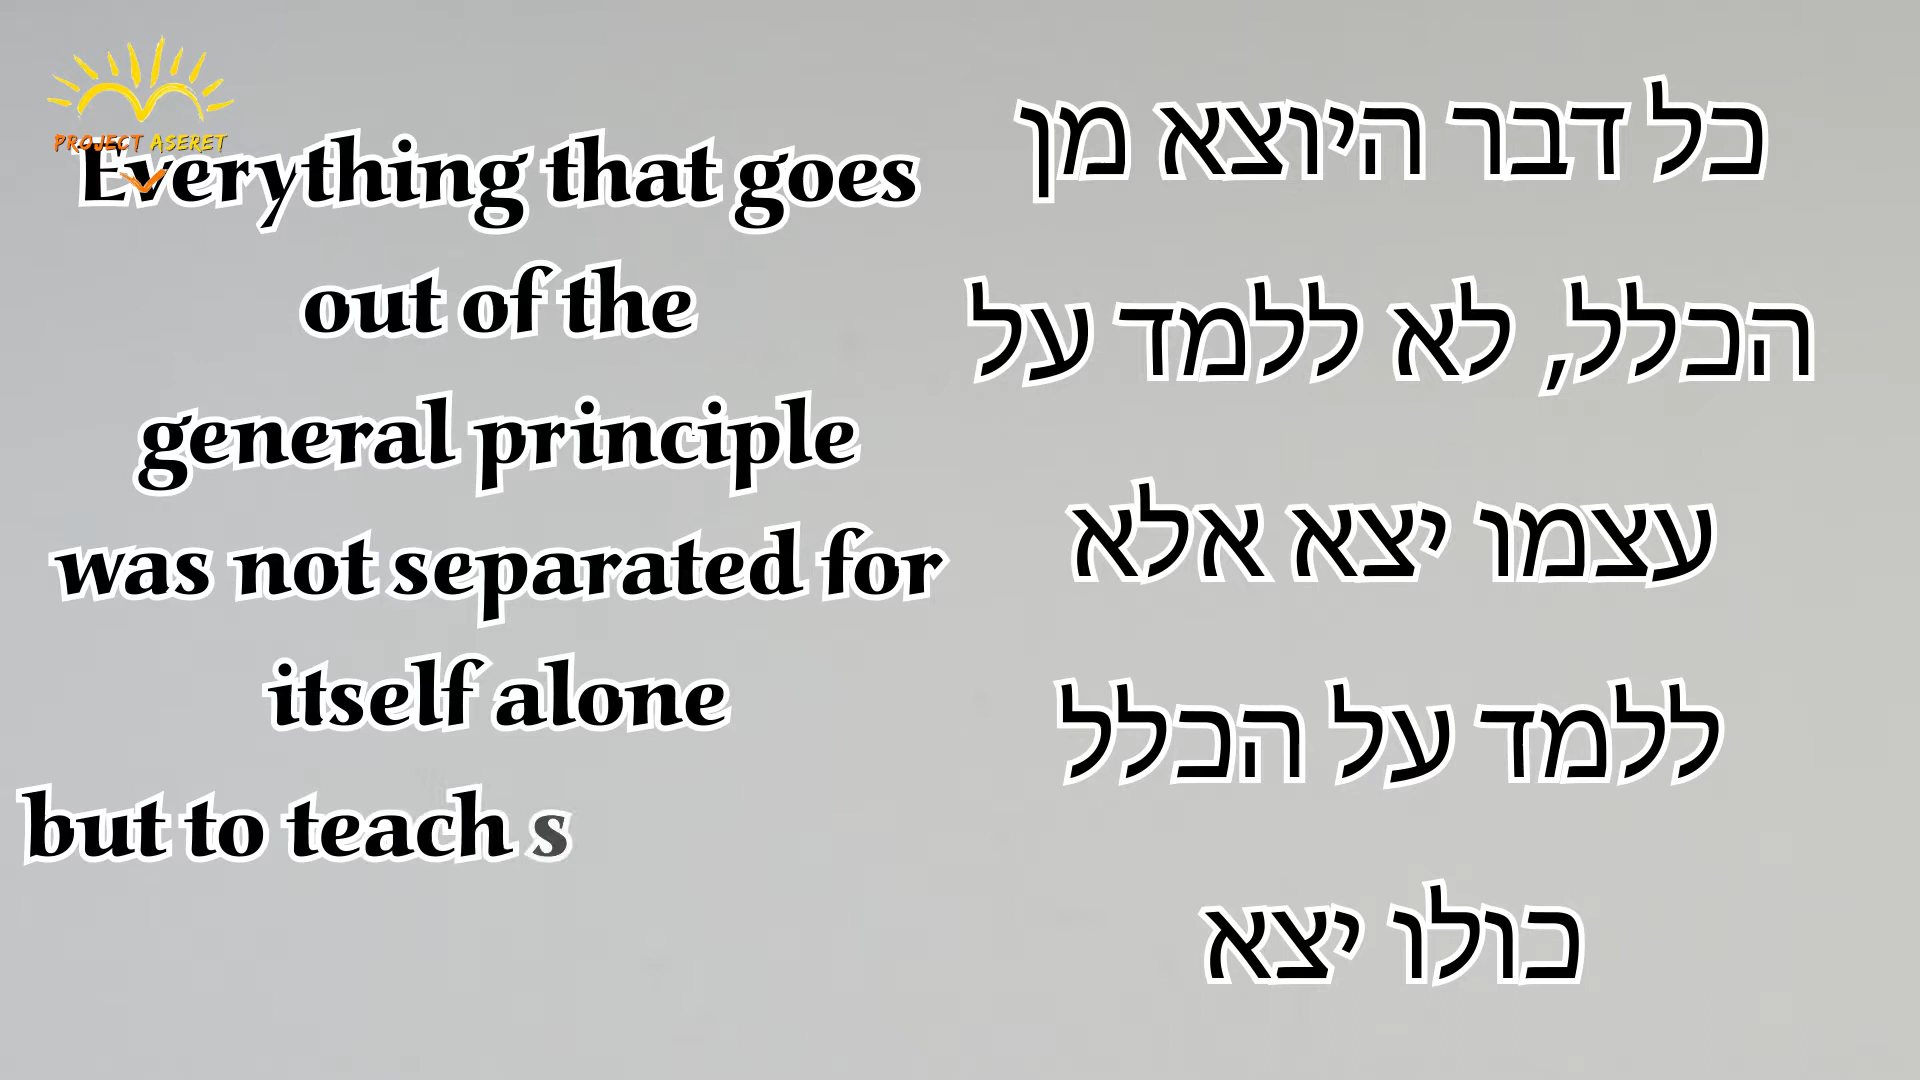 PROJECT ASERET
Everything that goes
out of the
general principle
was not separated for
itself alone
but to teach s
כל דבר היוצא מן
הכלל, לא ללמד על
עצמו יצא אלא
ללמד על הכלל
כולו יצא